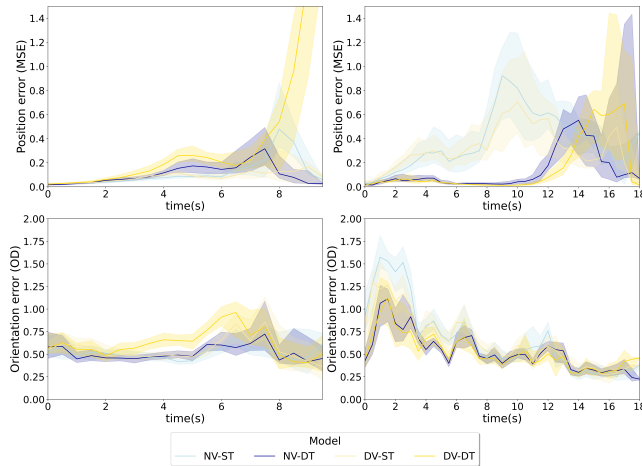 1.4
1.2
1.0
0.8
0.6
0.4
0.2
0.0
Position error (MSE)
0 2 4 6 8
time(s)
1.4
1.2
1.0
0.8
0.6
0.4
0.2
0.0
Position error (MSE)
0 2 4 6 8 10 12 14 16 18
time(s)
2.00
1.75
1.50
1.25
1.00
0.75
0.50
0.25
0.00
Orientation error (OD)
0 2 4 6 8
time(s)
2.00
1.75
1.50
1.25
1.00
0.75
0.50
0.25
0.00
Orientation error (OD)
0 2 4 6 8 10 12 14 16 18
time(s)
Model
NV-ST NV-DT DV-ST DV-DT